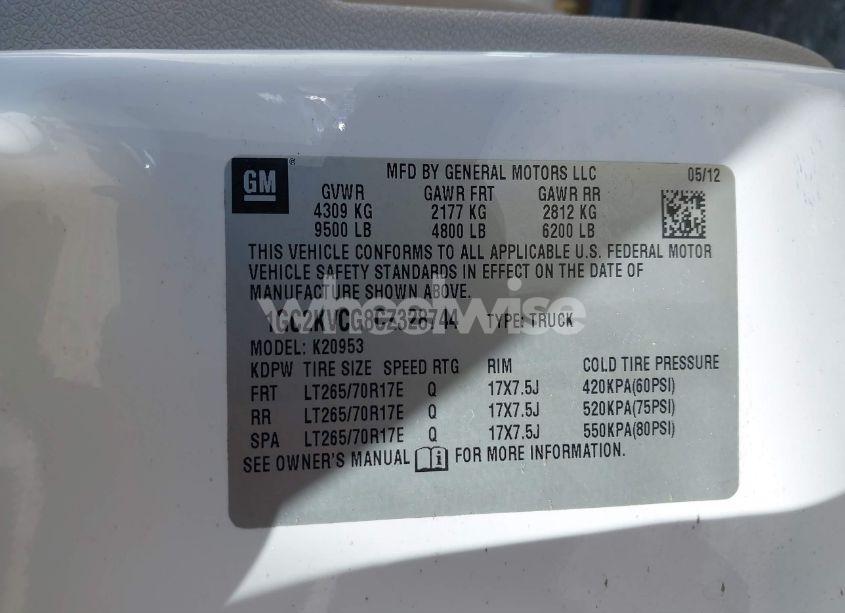 GM ®
MFD BY GENERAL MOTORS LLC 05/12
GVWR GAWR FRT GAWR RR
4309 KG 2177 KG 2812 KG
9500 LB 4800 LB 6200 LB
THIS VEHICLE CONFORMS TO ALL APPLICABLE U.S. FEDERAL MOTOR
VEHICLE SAFETY STANDARDS IN EFFECT ON THE DATE OF
MANUFACTURE SHOWN ABOVE.
wheelwise
1GC2KVCG8CZ328744 TYPE: TRUCK
MODEL: K20953
KDPW TIRE SIZE SPEED RTG RIM COLD TIRE PRESSURE
FRT LT265/70R17E Q 17X7.5J 420KPA(60PSI)
RR LT265/70R17E Q 17X7.5J 520KPA(75PSI)
SPA LT265/70R17E Q 17X7.5J 550KPA(80PSI)
SEE OWNER'S MANUAL FOR MORE INFORMATION.